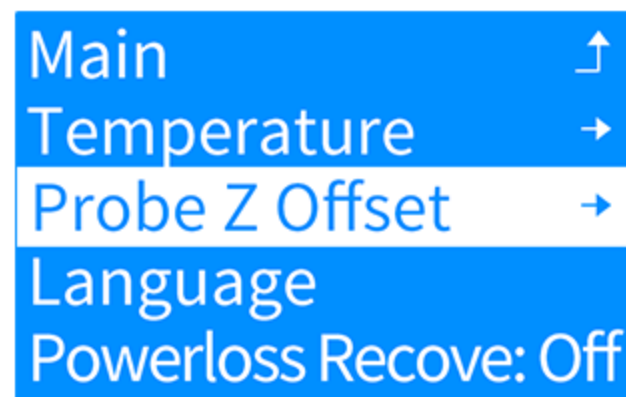 Main
Temperature
Probe Z Offset
Language
Powerloss Recove: Off